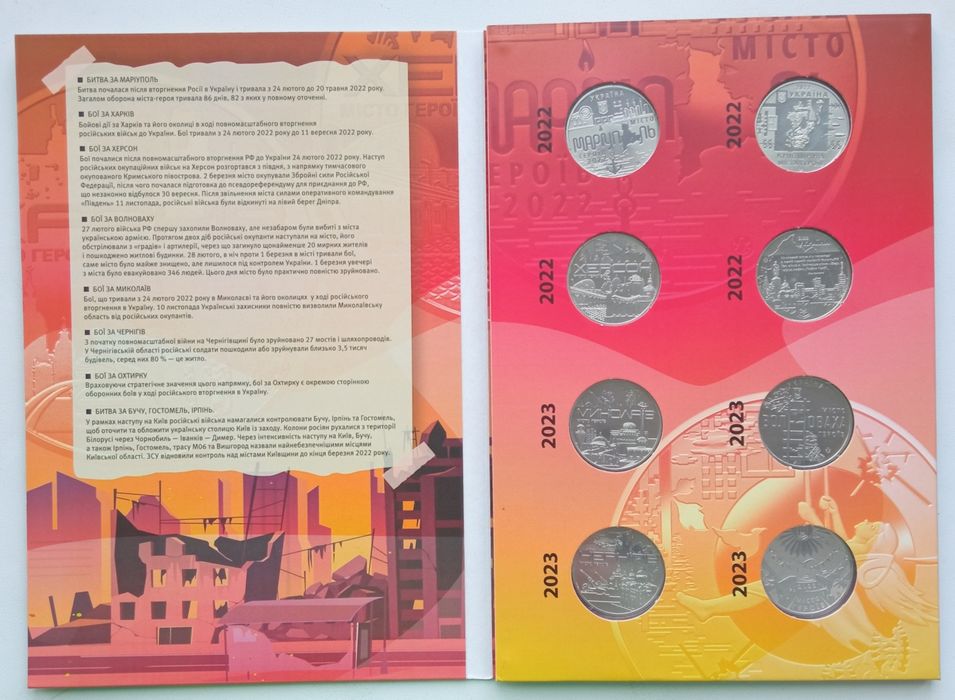 БИТВА ЗА МАРІУПОЛЬ
Битва почалася після вторгнення Росії в Україну і тривала з 24 лютого до 20 травня 2022 року.
Загалом оборона міста-героя тривала 86 днів, 82 з яких у повному оточенні.
БОЇ ЗА ХАРКІВ
Бойові дії за Харків та його околиці в ході повномасштабного вторгнення
російських військ до України. Бої тривали з 24 лютого 2022 року до 11 вересня 2022 року.
БОЇ ЗА ХЕРСОН
Бої почалися після повномасштабного вторгнення РФ до України 24 лютого 2022 року. Наступ
російських окупаційних військ на Херсон розгортався з півдня, з напрямку тимчасового
окупованого Кримського півострова. 2 березня місто окупували Збройні сили Російської
Федерації, після чого почалася підготовка до псевдореферендуму для приєднання до РФ,
що незаконно відбулося 30 вересня. Після звільнення міста силами оперативного командування
«Південь» 11 листопада, російські війська були відкинуті на лівий берег Дніпра.
БОЇ ЗА ВОЛНОВАХУ
27 лютого війська РФ спершу захопили Волноваху, але незабаром були вибиті з міста
українською армією. Протягом двох діб окупанти наступали на місто, його
обстрілювали з «градів» і артилерії, через що загинуло щонайменше 20 мирних жителів
і пошкоджено житлові будинки. 28 лютого, в ніч проти 1 березня в місті тривали бої,
саме місто було майже знищено, але лишилося під контролем України. 1 березня увечері
з міста було евакуйовано 346 людей. Цього дня місто було практично повністю зруйновано.
БОЇ ЗА МИКОЛАЇВ
Бої, що тривали з 24 лютого 2022 року в Миколаєві та його околицях у ході російського
вторгнення в Україну. 10 листопада Українські захисники повністю визволили Миколаївську
область від російських окупантів.
БОЇ ЗА ЧЕРНІГІВ
З початку повномасштабної війни на Чернігівщині було зруйновано 27 мостів і шляхопроводів.
У Чернігівській області російські солдати пошкодили або зруйнували близько 3,5 тисяч
будівель, серед них 80 % — це житло.
БОЇ ЗА ОХТИРКУ
Враховуючи стратегічне значення цього напрямку, бої за Охтирку є окремою сторінкою
оборонних боїв у ході російського вторгнення в Україну.
БИТВА ЗА БУЧУ, ГОСТОМЕЛЬ, ІРПІНЬ.
У рамках наступу на Київ російські війська намагалися контролювати Бучу, Ірпінь та Гостомель,
щоб оточити та обложити українську столицю Київ із заходу. Колони росіян рухалися з території
Білорусі через Чорнобиль — Іванків — Димер. Через інтенсивність наступу на Київ, Бучу,
а також Ірпінь, Гостомель, трасу М06 та Вишгород назвали найнебезпечнішими місцями
Київської області. ЗСУ відновили контроль над містами Київщини до кінця березня 2022 року.
МІСТО
2022
МІСТО
МАРІУПОЛЬ
2022
2022
УКРАЇНА
2022
ХЕРСОН
2022
2023
МИКОЛАЇВ
2023
2023
2023
2022